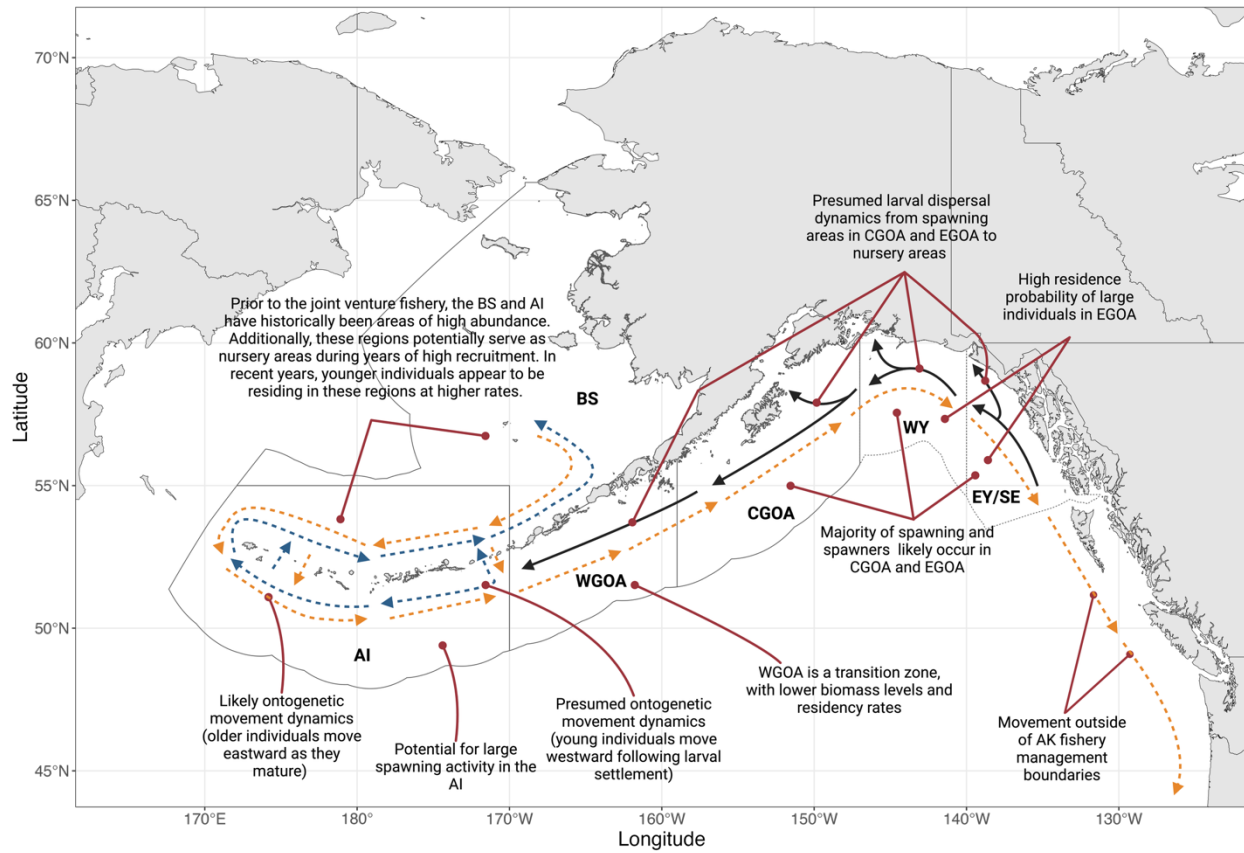 70°N
65°N
60°N
55°N
50°N
45°N
Latitude
Presumed larval dispersal
dynamics from spawning
areas in CGOA and EGOA to
nursery areas
High residence
probability of large
individuals in EGOA
Prior to the joint venture fishery, the BS and AI
have historically been areas of high abundance.
Additionally, these regions potentially serve as
nursery areas during years of high recruitment. In
recent years, younger individuals appear to be
residing in these regions at higher rates.
BS
WY
EY/SE
CGOA
WGOA
AI
Majority of spawning and
spawners likely occur in
CGOA and EGOA
WGOA is a transition zone,
with lower biomass levels and
residency rates
Likely ontogenetic
movement dynamics
(older individuals move
eastward as they
mature)
Potential for large
spawning activity in the
AI
Presumed ontogenetic
movement dynamics
(young individuals move
westward following larval
settlement)
Movement outside
of AK fishery
management
boundaries
170°E
180°
170°W
160°W
150°W
140°W
130°W
Longitude